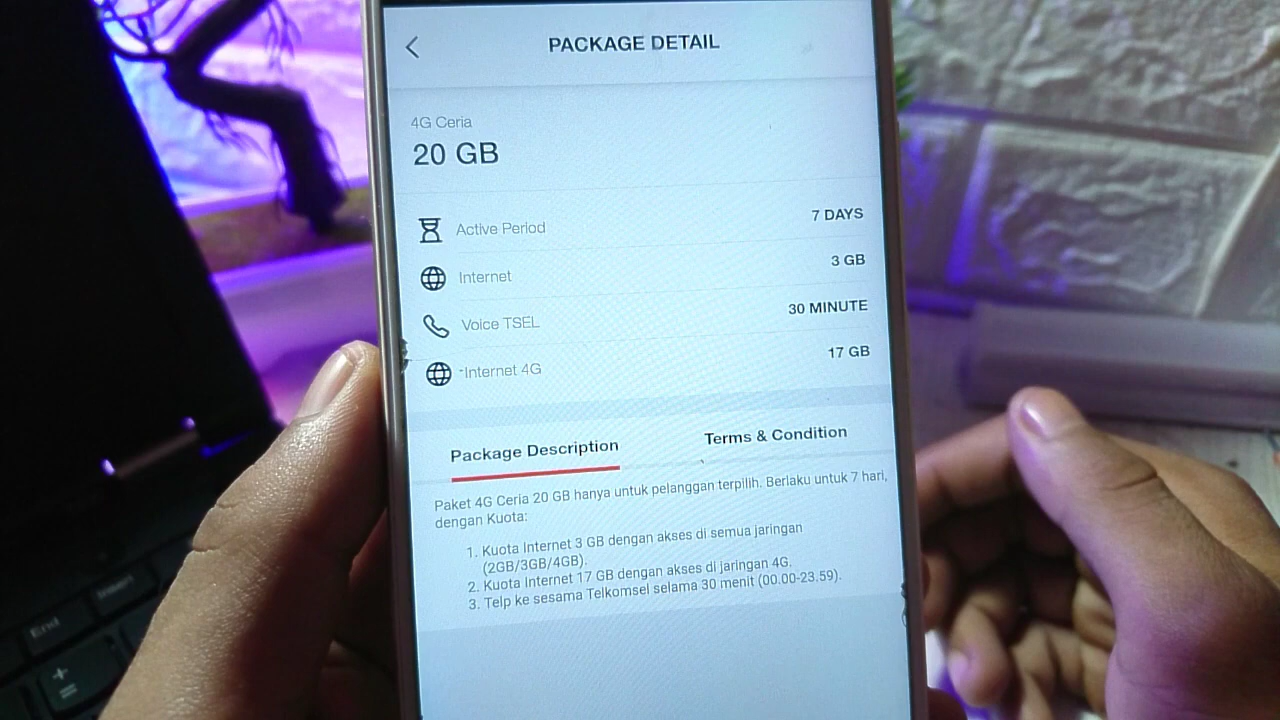 PACKAGE DETAIL
4G Ceria
20 GB
Active Period 7 DAYS
Internet 3 GB
Voice TSEL 30 MINUTE
-Internet 4G 17 GB
Package Description Terms & Condition
Paket 4G Ceria 20 GB hanya untuk pelanggan terpilih. Berlaku untuk 7 hari,
dengan Kuota:
1. Kuota Internet 3 GB dengan akses di semua jaringan
(2GB/3GB/4GB).
2. Kuota Internet 17 GB dengan akses di jaringan 4G.
3. Telp ke sesama Telkomsel selama 30 menit (00.00-23.59).
Insert
End
+
=